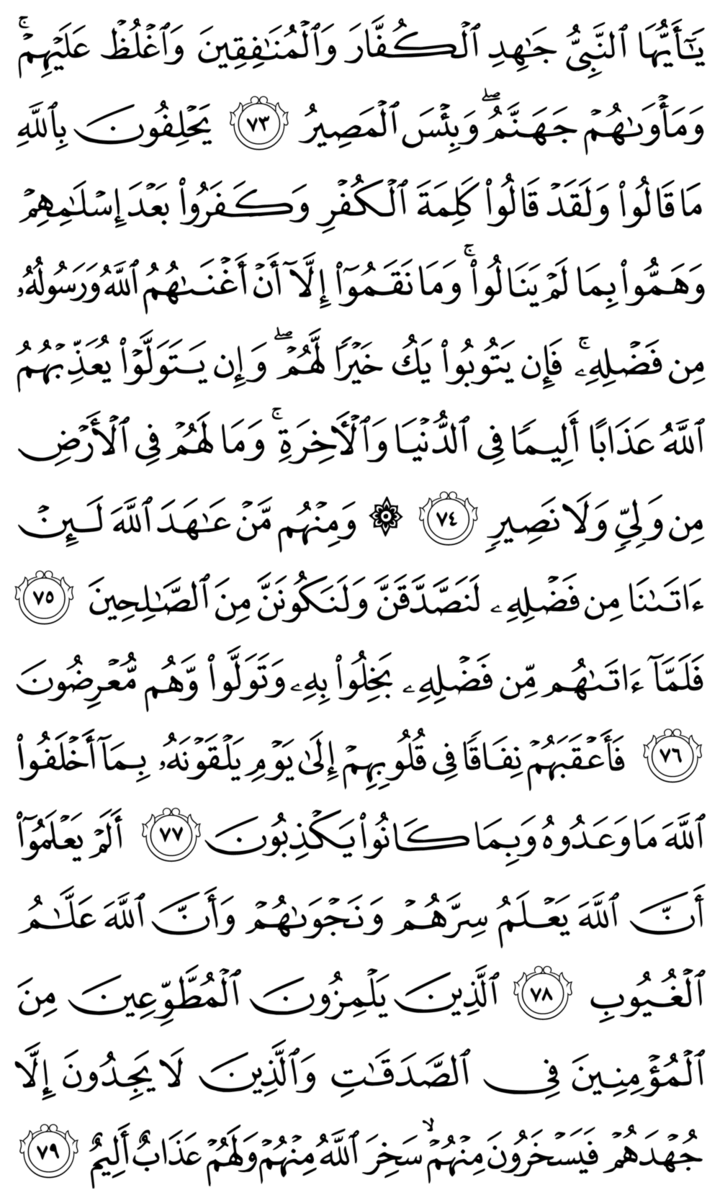 يَٰٓأَيُّهَا ٱلنَّبِيُّ جَٰهِدِ ٱلۡكُفَّارَ وَٱلۡمُنَٰفِقِينَ وَٱغۡلُظۡ عَلَيۡهِمۡۚ
وَمَأۡوَىٰهُمۡ جَهَنَّمُۖ وَبِئۡسَ ٱلۡمَصِيرُ ٧٣ يَحۡلِفُونَ بِٱللَّهِ
مَا قَالُواْ وَلَقَدۡ قَالُواْ كَلِمَةَ ٱلۡكُفۡرِ وَكَفَرُواْ بَعۡدَ إِسۡلَٰمِهِمۡ
وَهَمُّواْ بِمَا لَمۡ يَنَالُواْۚ وَمَا نَقَمُوٓاْ إِلَّآ أَنۡ أَغۡنَىٰهُمُ ٱللَّهُ وَرَسُولُهُۥ
مِن فَضۡلِهِۦۚ فَإِن يَتُوبُواْ يَكُ خَيۡرٗا لَّهُمۡۖ وَإِن يَتَوَلَّوۡاْ يُعَذِّبۡهُمُ
ٱللَّهُ عَذَابًا أَلِيمٗا فِي ٱلدُّنۡيَا وَٱلۡأٓخِرَةِۚ وَمَا لَهُمۡ فِي ٱلۡأَرۡضِ
مِن وَلِيّٖ وَلَا نَصِيرٖ ٧٤ ۞ وَمِنۡهُم مَّنۡ عَٰهَدَ ٱللَّهَ لَئِنۡ
ءَاتَىٰنَا مِن فَضۡلِهِۦ لَنَصَّدَّقَنَّ وَلَنَكُونَنَّ مِنَ ٱلصَّٰلِحِينَ ٧٥
فَلَمَّآ ءَاتَىٰهُم مِّن فَضۡلِهِۦ بَخِلُواْ بِهِۦ وَتَوَلَّواْ وَّهُم مُّعۡرِضُونَ
٧٦ فَأَعۡقَبَهُمۡ نِفَاقٗا فِي قُلُوبِهِمۡ إِلَىٰ يَوۡمِ يَلۡقَوۡنَهُۥ بِمَآ أَخۡلَفُواْ
ٱللَّهَ مَا وَعَدُوهُ وَبِمَا كَانُواْ يَكۡذِبُونَ ٧٧ أَلَمۡ يَعۡلَمُوٓاْ
أَنَّ ٱللَّهَ يَعۡلَمُ سِرَّهُمۡ وَنَجۡوَىٰهُمۡ وَأَنَّ ٱللَّهَ عَلَّٰمُ
ٱلۡغُيُوبِ ٧٨ ٱلَّذِينَ يَلۡمِزُونَ ٱلۡمُطَّوِّعِينَ مِنَ
ٱلۡمُؤۡمِنِينَ فِي ٱلصَّدَقَٰتِ وَٱلَّذِينَ لَا يَجِدُونَ إِلَّا
جُهۡدَهُمۡ فَيَسۡخَرُونَ مِنۡهُمۡۙ سَخِرَ ٱللَّهُ مِنۡهُمۡ وَلَهُمۡ عَذَابٌ أَلِيمٌ ٧٩